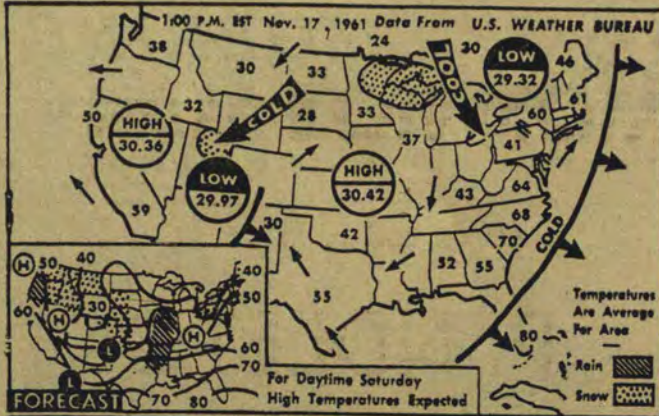 1:00 P.M. EST Nov. 17, 1961 Data From U.S. WEATHER BUREAU
38
24
30
33
30
LOW
29.32
46
COLD
COOL
50
32
HIGH
30.36
28
33
37
60
61
41
LOW
29.97
HIGH
30.42
43
64
68
59
30
42
70
COLD
52
55
55
80
50
40
H
30
60
H
L
H
40
50
60
70
L
70
80
FORECAST
For Daytime Saturday
High Temperatures Expected
Temperatures
Are Average
For Area
Rain
Snow